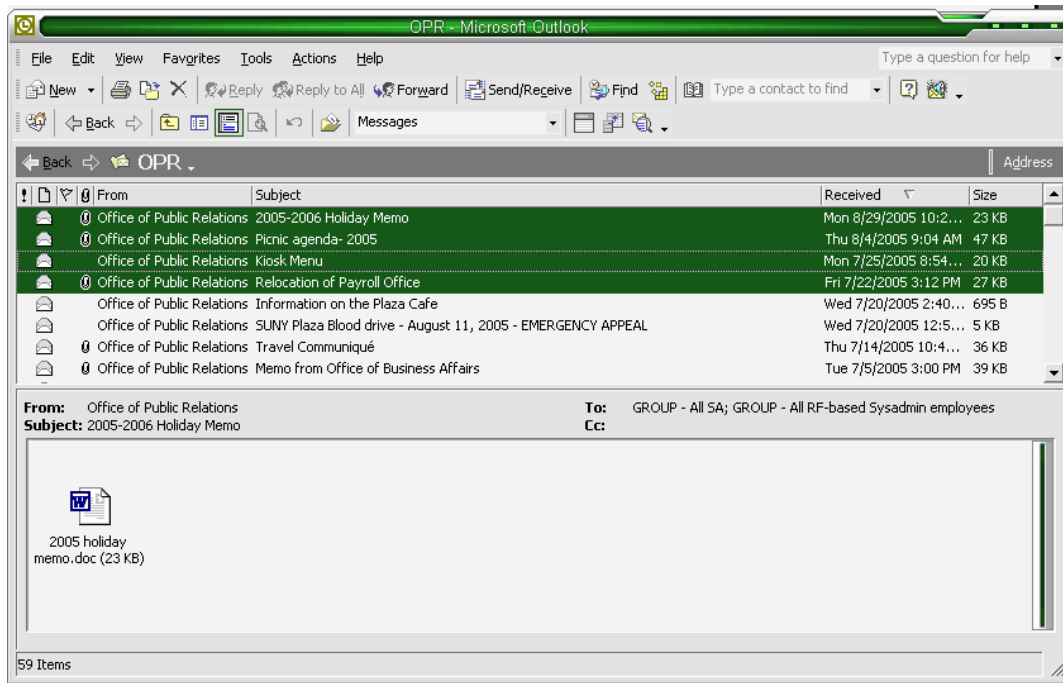 OPR - Microsoft Outlook
File Edit View Favorites Tools Actions Help Type a question for help
New Reply Reply to All Forward Send/Receive Find Type a contact to find
Back Messages
Back OPR Address
From Subject Received Size
Office of Public Relations 2005-2006 Holiday Memo Mon 8/29/2005 10:2... 23 KB
Office of Public Relations Picnic agenda- 2005 Thu 8/4/2005 9:04 AM 47 KB
Office of Public Relations Kiosk Menu Mon 7/25/2005 8:54... 20 KB
Office of Public Relations Relocation of Payroll Office Fri 7/22/2005 3:12 PM 27 KB
Office of Public Relations Information on the Plaza Cafe Wed 7/20/2005 2:40... 695 B
Office of Public Relations SUNY Plaza Blood drive - August 11, 2005 - EMERGENCY APPEAL Wed 7/20/2005 12:5... 5 KB
Office of Public Relations Travel Communiqué Thu 7/14/2005 10:4... 36 KB
Office of Public Relations Memo from Office of Business Affairs Tue 7/5/2005 3:00 PM 39 KB
From: Office of Public Relations To: GROUP - All SA; GROUP - All RF-based Sysadmin employees
Subject: 2005-2006 Holiday Memo Cc:
2005 holiday
memo.doc (23 KB)
59 Items